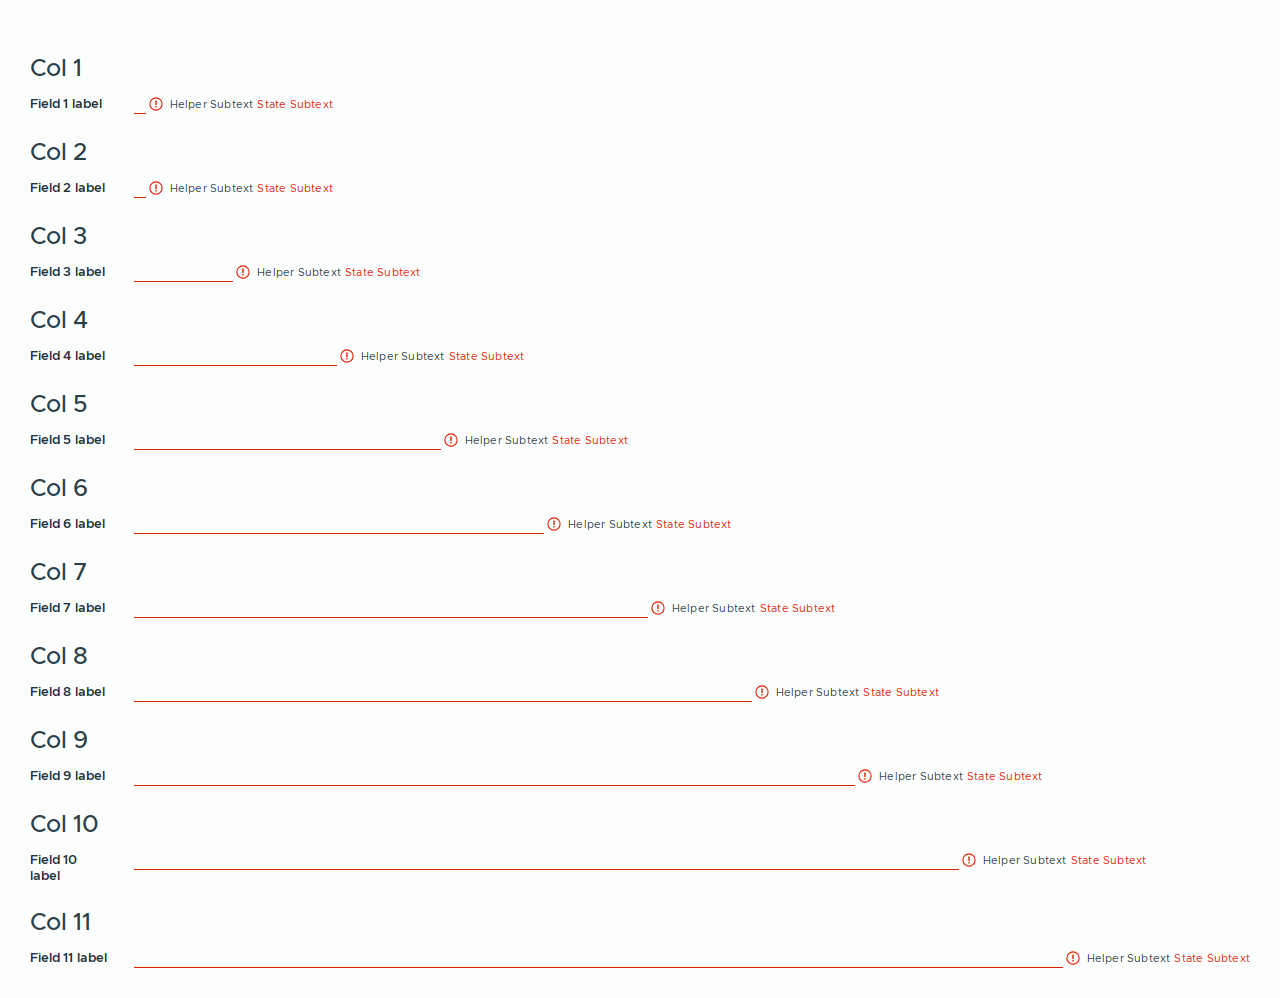 Col 1
Field 1 label Helper Subtext State Subtext
Col 2
Field 2 label Helper Subtext State Subtext
Col 3
Field 3 label Helper Subtext State Subtext
Col 4
Field 4 label Helper Subtext State Subtext
Col 5
Field 5 label Helper Subtext State Subtext
Col 6
Field 6 label Helper Subtext State Subtext
Col 7
Field 7 label Helper Subtext State Subtext
Col 8
Field 8 label Helper Subtext State Subtext
Col 9
Field 9 label Helper Subtext State Subtext
Col 10
Field 10 Helper Subtext State Subtext
label
Col 11
Field 11 label Helper Subtext State Subtext